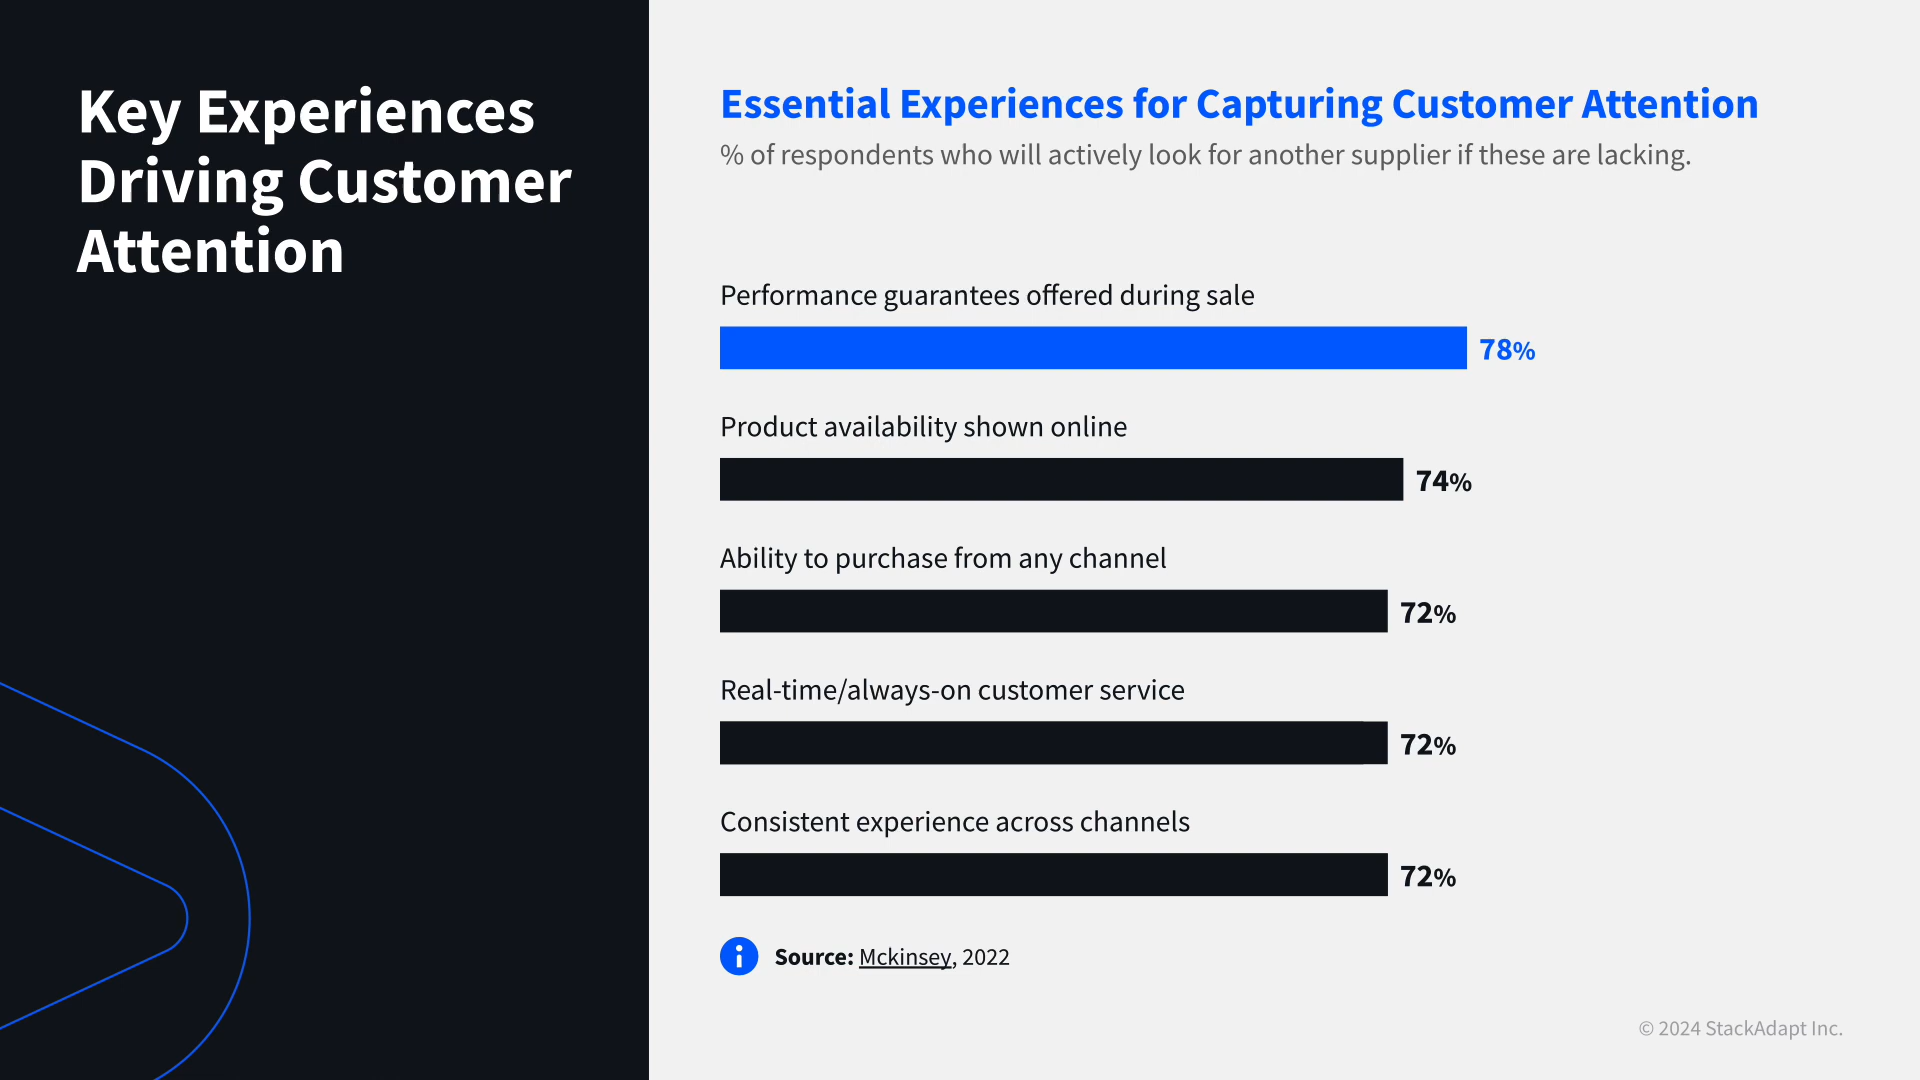 Key Experiences
Driving Customer
Attention
Essential Experiences for Capturing Customer Attention
% of respondents who will actively look for another supplier if these are lacking.
Performance guarantees offered during sale
78%
Product availability shown online
74%
Ability to purchase from any channel
72%
Real-time/always-on customer service
72%
Consistent experience across channels
72%
Source: Mckinsey, 2022
© 2024 StackAdapt Inc.